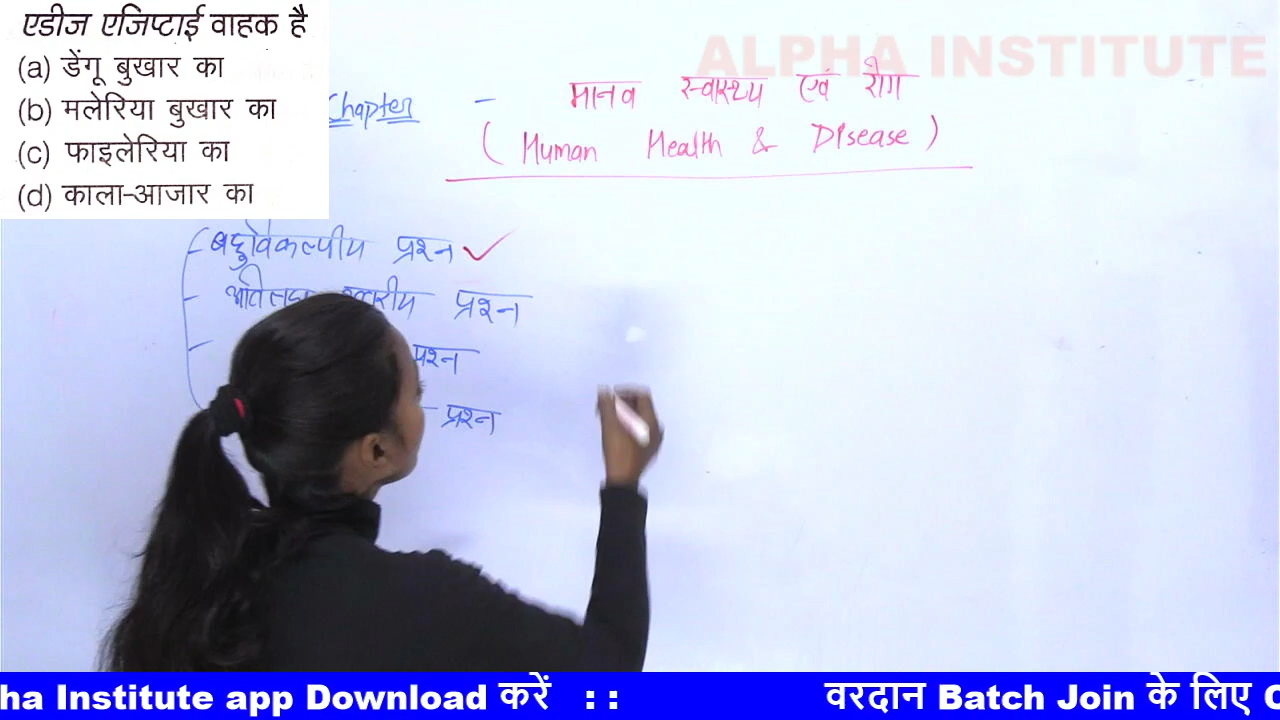 एडीज एजिप्टाई वाहक है
(a) डेंगू बुखार का
(b) मलेरिया बुखार का
(c) फाइलेरिया का
(d) काला-आजार का
ALPHA INSTITUTE
Chapter - मानव स्वास्थ्य एवं रोग
(Human Health & Disease)
बहुविकल्पीय प्रश्न
प्रश्न
प्रश्न
प्रश्न
ha Institute app Download करें : : वरदान Batch Join के लिए